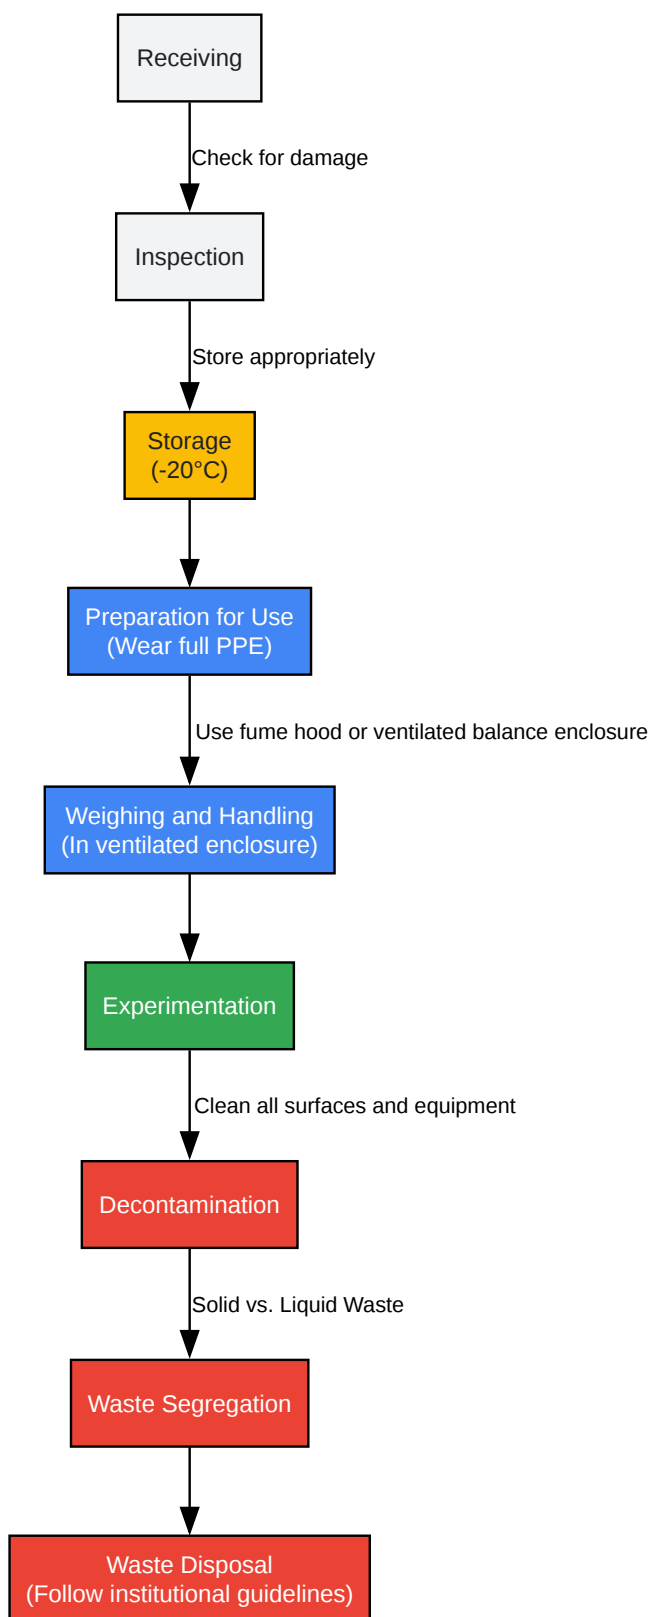 Receiving
Check for damage
Inspection
Store appropriately
Storage
(-20°C)
Preparation for Use
(Wear full PPE)
Use fume hood or ventilated balance enclosure
Weighing and Handling
(In ventilated enclosure)
Experimentation
Clean all surfaces and equipment
Decontamination
Solid vs. Liquid Waste
Waste Segregation
Waste Disposal
(Follow institutional guidelines)